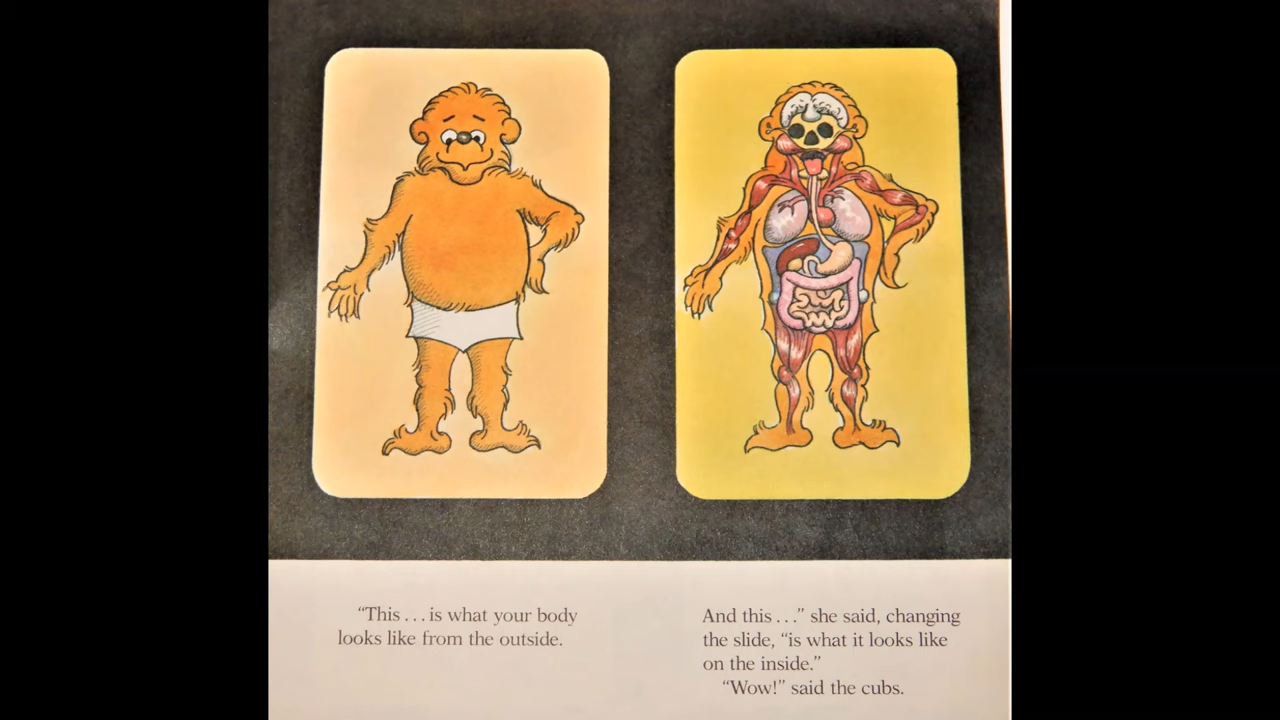 “This . . . is what your body
looks like from the outside.
And this . . .” she said, changing
the slide, “is what it looks like
on the inside.”
“Wow!” said the cubs.